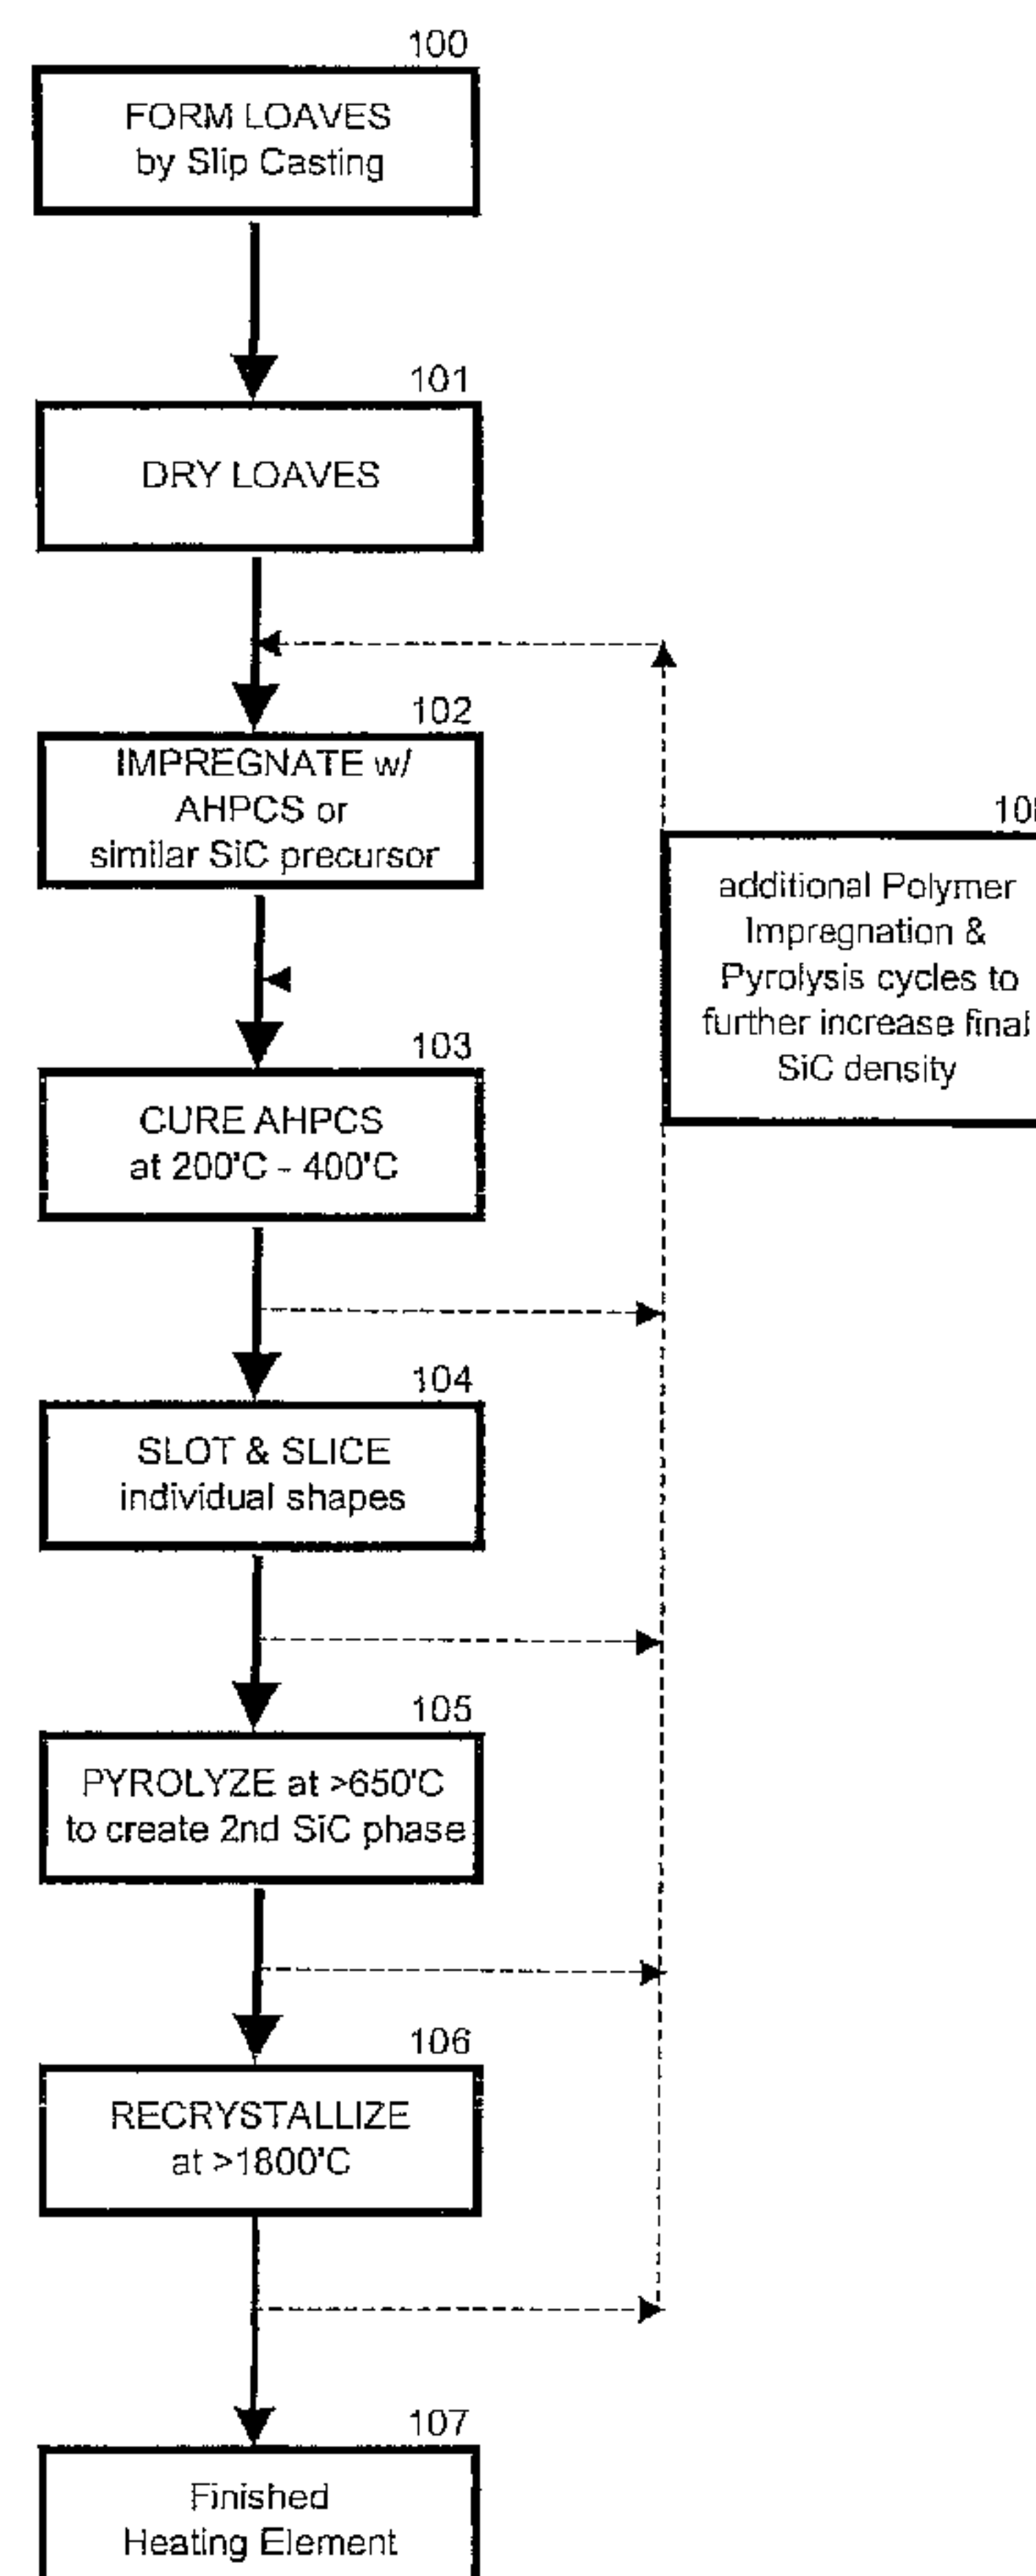 100
FORM LOAVES
by Slip Casting
101
DRY LOAVES
102
IMPREGNATE w/
AHPCS or
similar SiC precursor
additional Polymer
Impregnation &
Pyrolysis cycles to
further increase final
SiC density
103
CURE AHPCS
at 200'C - 400'C
104
SLOT & SLICE
individual shapes
105
PYROLYZE at >650'C
to create 2nd SiC phase
106
RECRYSTALLIZE
at >1800'C
107
Finished
Heating Element